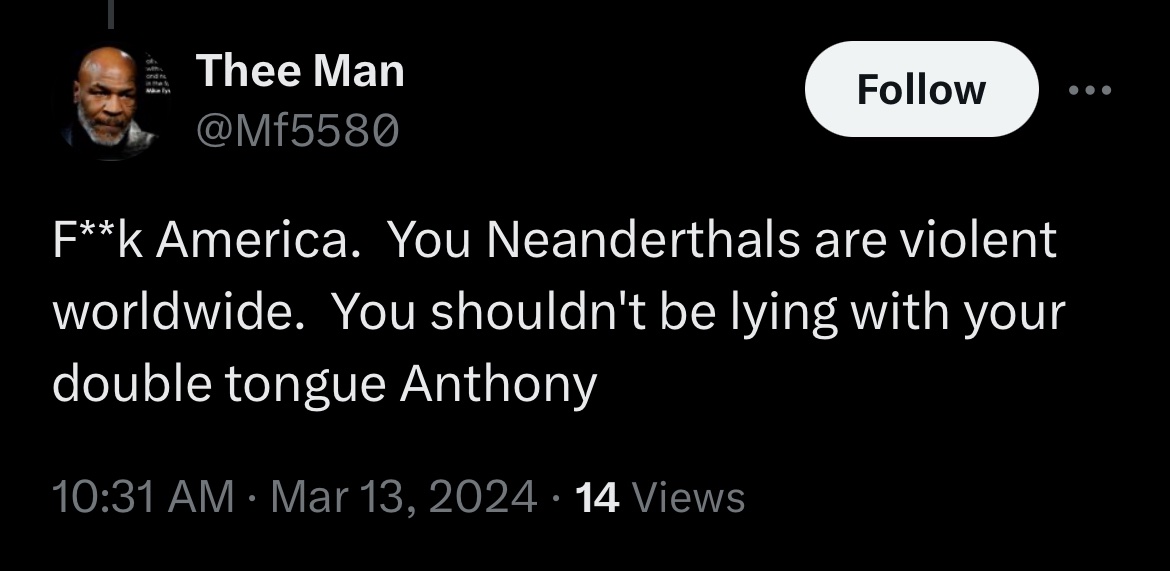 Thee Man
@Mf5580
Follow
F**k America.  You Neanderthals are violent
worldwide.  You shouldn't be lying with your
double tongue Anthony
10:31 AM · Mar 13, 2024 · 14 Views